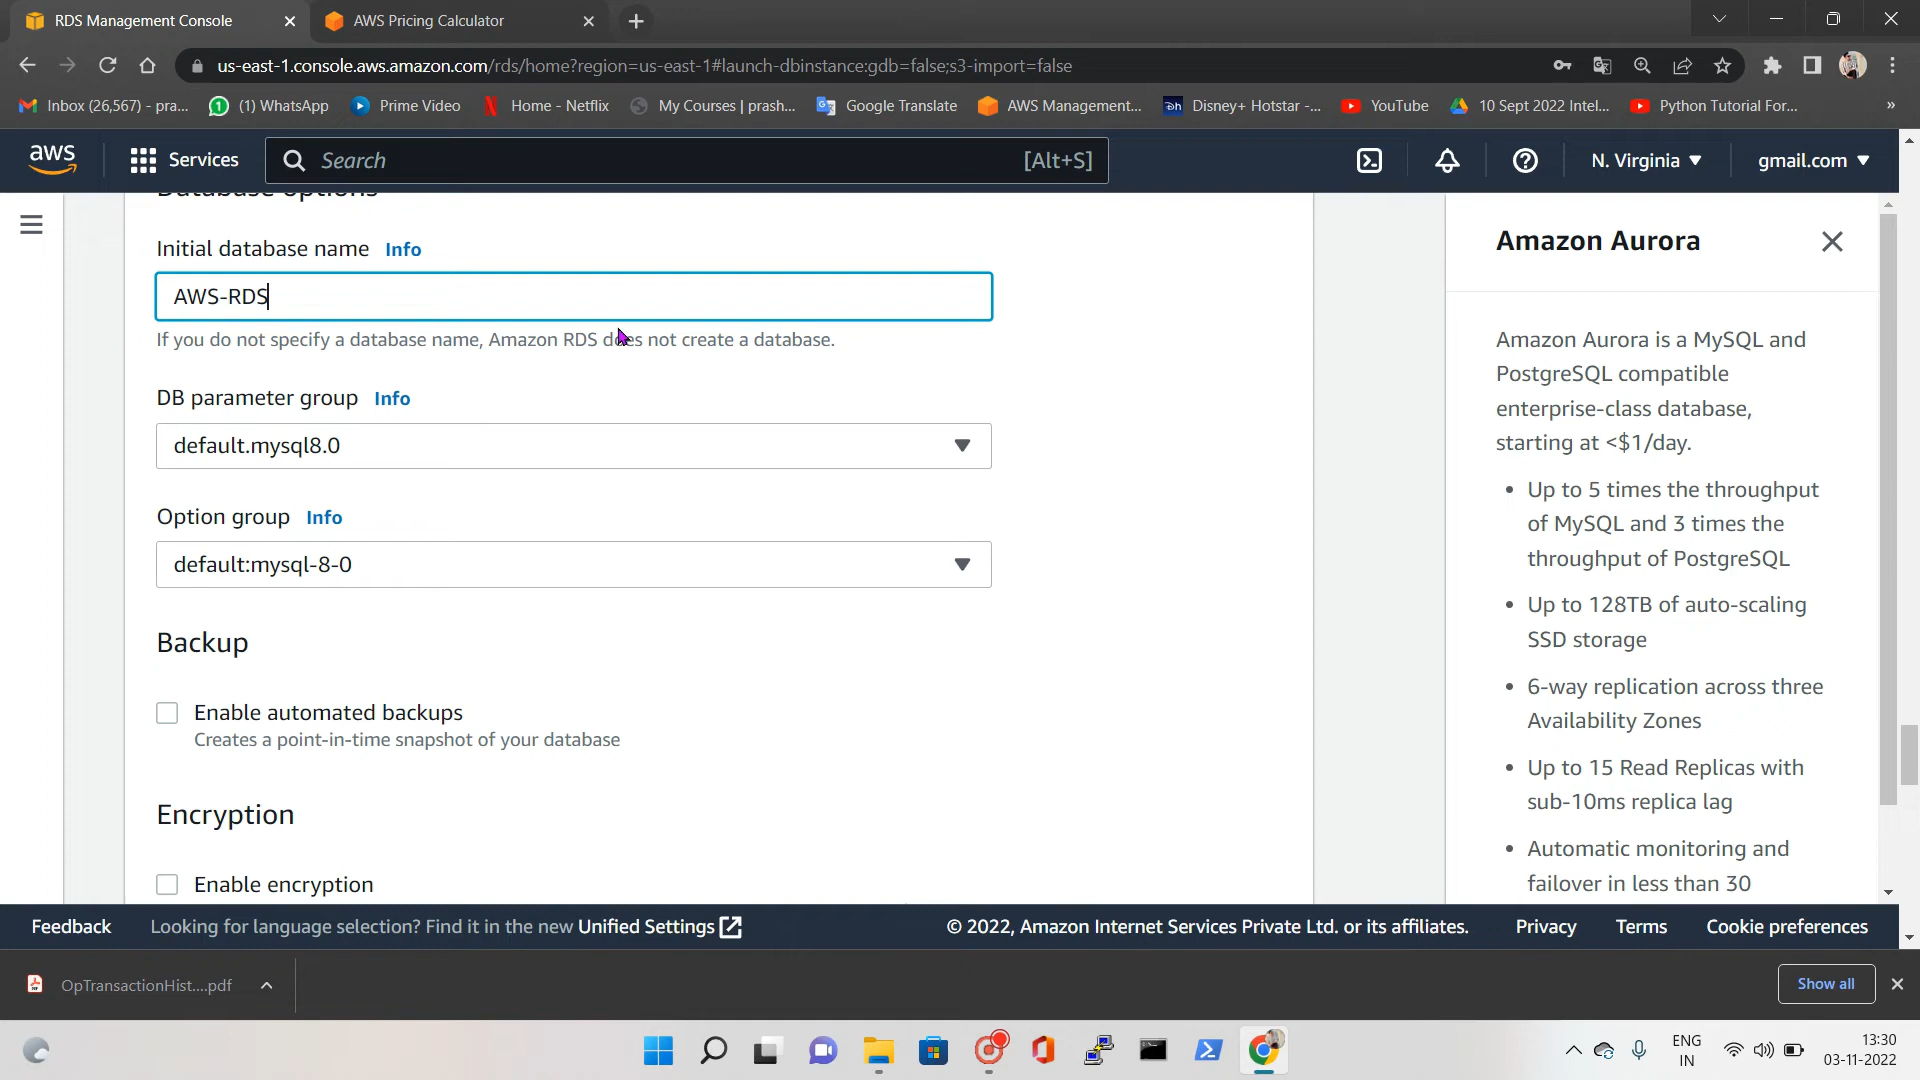 RDS Management Console
AWS Pricing Calculator
us-east-1.console.aws.amazon.com/rds/home?region=us-east-1#launch-dbinstance:gdb=false;s3-import=false
Inbox (26,567) - pra...
(1) WhatsApp
Prime Video
Home - Netflix
My Courses | prash...
Google Translate
AWS Management...
Disney+ Hotstar -...
YouTube
10 Sept 2022 Intel...
Python Tutorial For...
»
aws
Services
Search
[Alt+S]
N. Virginia
gmail.com
Database options
Initial database name Info
AWS-RDS
If you do not specify a database name, Amazon RDS does not create a database.
DB parameter group Info
default.mysql8.0
Option group Info
default:mysql-8-0
Backup
Enable automated backups
Creates a point-in-time snapshot of your database
Encryption
Enable encryption
Amazon Aurora
Amazon Aurora is a MySQL and
PostgreSQL compatible
enterprise-class database,
starting at <$1/day.
• Up to 5 times the throughput
of MySQL and 3 times the
throughput of PostgreSQL
• Up to 128TB of auto-scaling
SSD storage
• 6-way replication across three
Availability Zones
• Up to 15 Read Replicas with
sub-10ms replica lag
• Automatic monitoring and
failover in less than 30
Feedback
Looking for language selection? Find it in the new Unified Settings
© 2022, Amazon Internet Services Private Ltd. or its affiliates.
Privacy
Terms
Cookie preferences
OpTransactionHist....pdf
Show all
ENG
IN
13:30
03-11-2022